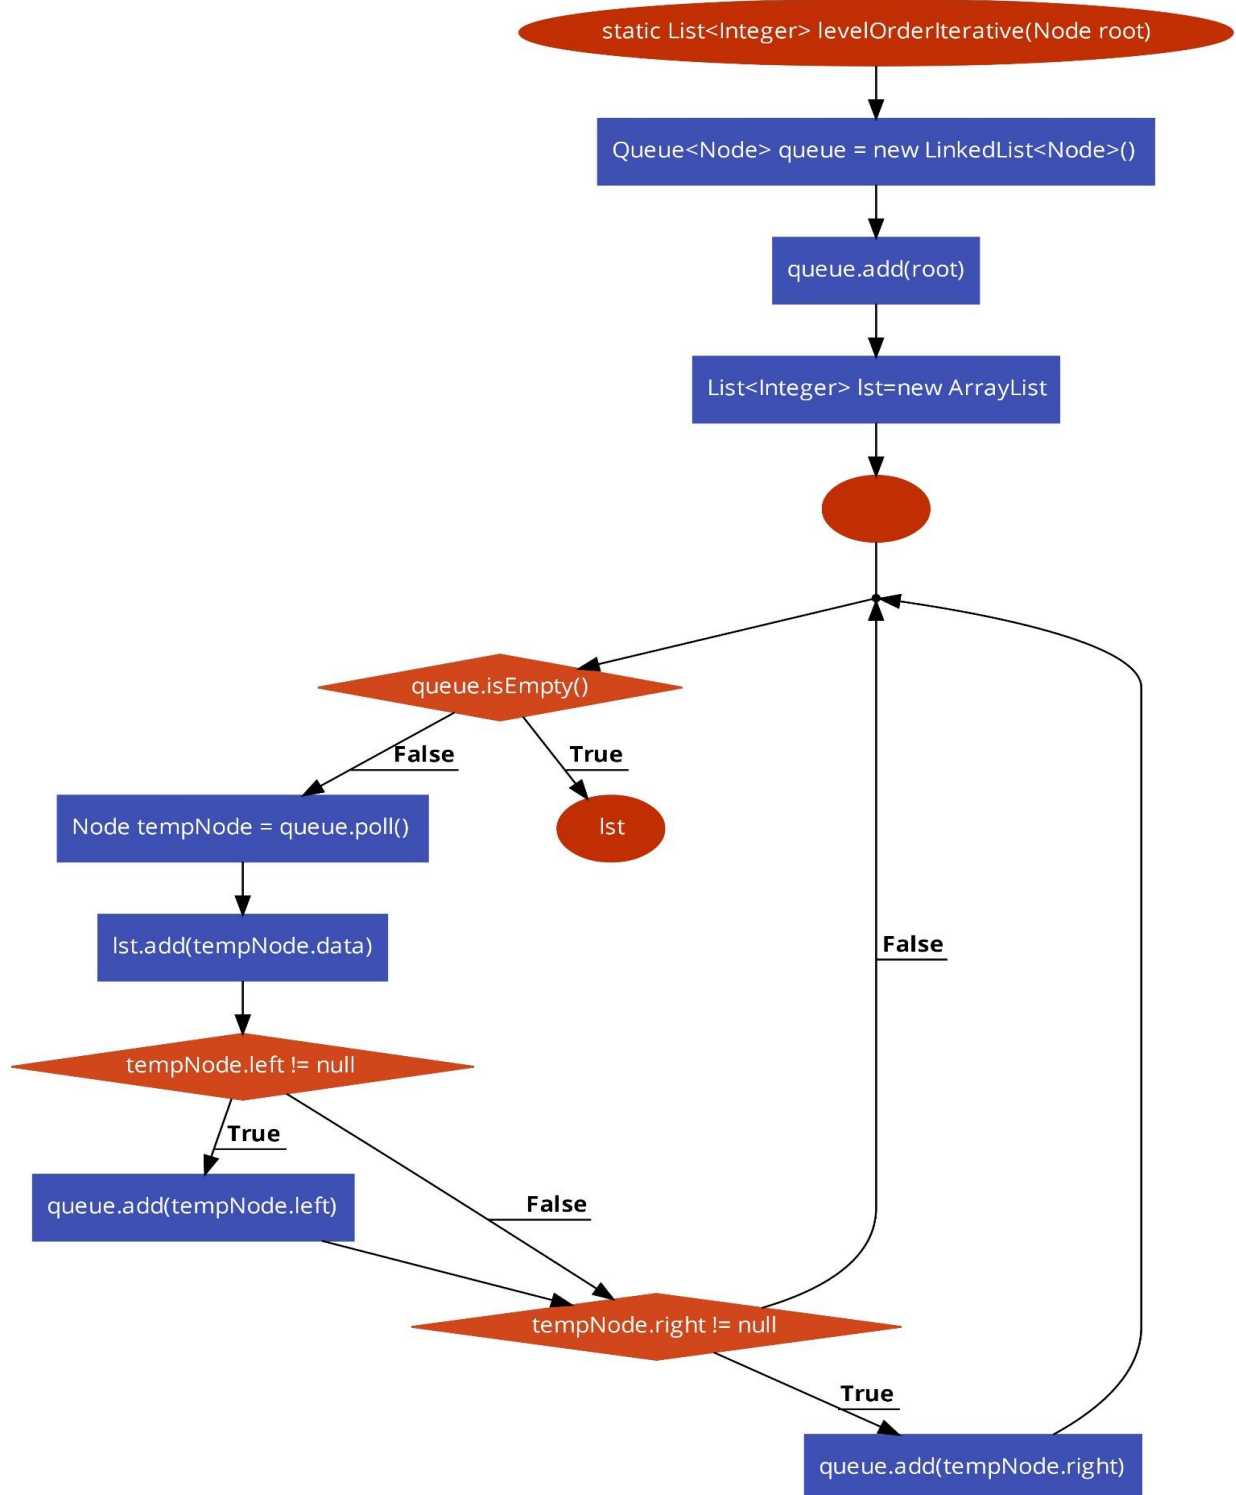 static List<Integer> levelOrderIterative(Node root)
Queue<Node> queue = new LinkedList<Node>()
queue.add(root)
List<Integer> lst=new ArrayList
queue.isEmpty()
False
True
Node tempNode = queue.poll()
lst
lst.add(tempNode.data)
False
tempNode.left != null
True
queue.add(tempNode.left)
False
tempNode.right != null
True
queue.add(tempNode.right)